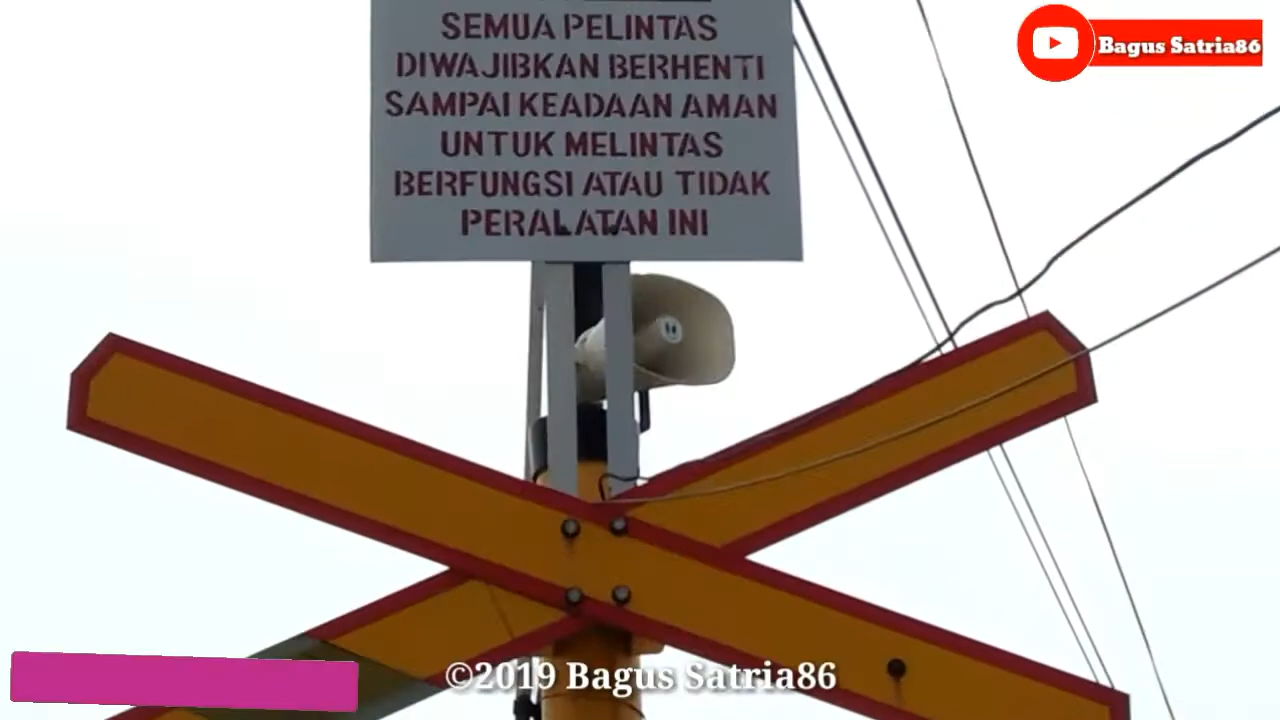 SEMUA PELINTAS
DIWAJIBKAN BERHENTI
SAMPAI KEADAAN AMAN
UNTUK MELINTAS
BERFUNGSI ATAU TIDAK
PERALATAN INI
Bagus Satria86
©2019 Bagus Satria86